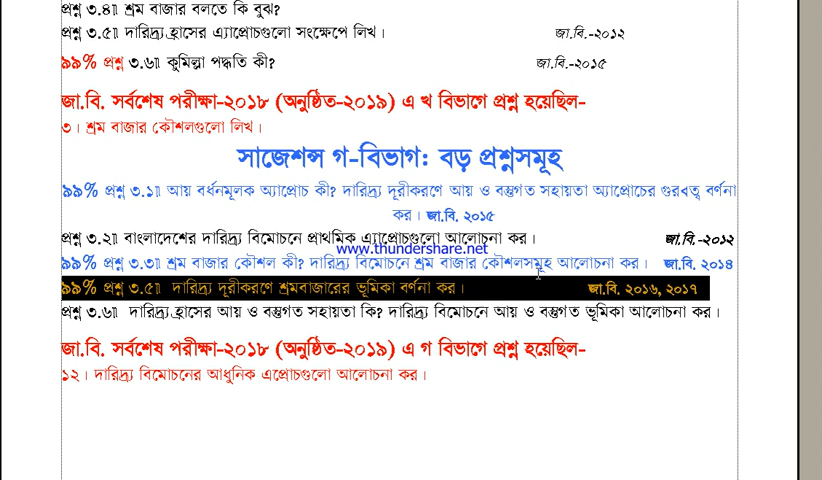 প্রশ্ন ৩.৪॥ শ্রম বাজার বলতে কি বুঝ?
প্রশ্ন ৩.৫॥ দারিদ্র্য হ্রাসের এ্যাপ্রোচগুলো সংক্ষেপে লিখ। জা.বি.-২০১২
৯৯% প্রশ্ন ৩.৬॥ কুমিল্লা পদ্ধতি কী? জা.বি.-২০১৫
জা.বি. সর্বশেষ পরীক্ষা-২০১৮ (অনুষ্ঠিত-২০১৯) এ খ বিভাগে প্রশ্ন হয়েছিল-
৩। শ্রম বাজার কৌশলগুলো লিখ।
সাজেশন্স গ-বিভাগ: বড় প্রশ্নসমূহ
৯৯% প্রশ্ন ৩.১॥ আয় বর্ধনমূলক অ্যাপ্রোচ কী? দারিদ্র্য দূরীকরণে আয় ও বস্তুগত সহায়তা অ্যাপ্রোচের গুরবত্ব বর্ণনা
কর। জা.বি. ২০১৫
প্রশ্ন ৩.২॥ বাংলাদেশের দারিদ্র্য বিমোচনে প্রাথমিক এ্যাপ্রোচগুলো আলোচনা কর। জা.বি.-২০১২
www.thundershare.net
৯৯% প্রশ্ন ৩.৩॥ শ্রম বাজার কৌশল কী? দারিদ্র্য বিমোচনে শ্রম বাজার কৌশলসমূহ আলোচনা কর। জা.বি. ২০১৪
৯৯% প্রশ্ন ৩.৫॥ দারিদ্র্য দূরীকরণে শ্রমবাজারের ভূমিকা বর্ণনা কর। জা.বি. ২০১৬, ২০১৭
প্রশ্ন ৩.৬॥ দারিদ্র্য হ্রাসের আয় ও বস্তুগত সহায়তা কি? দারিদ্র্য বিমোচনে আয় ও বস্তুগত ভূমিকা আলোচনা কর।
জা.বি. সর্বশেষ পরীক্ষা-২০১৮ (অনুষ্ঠিত-২০১৯) এ গ বিভাগে প্রশ্ন হয়েছিল-
১২। দারিদ্র্য বিমোচনের আধুনিক এপ্রোচগুলো আলোচনা কর।